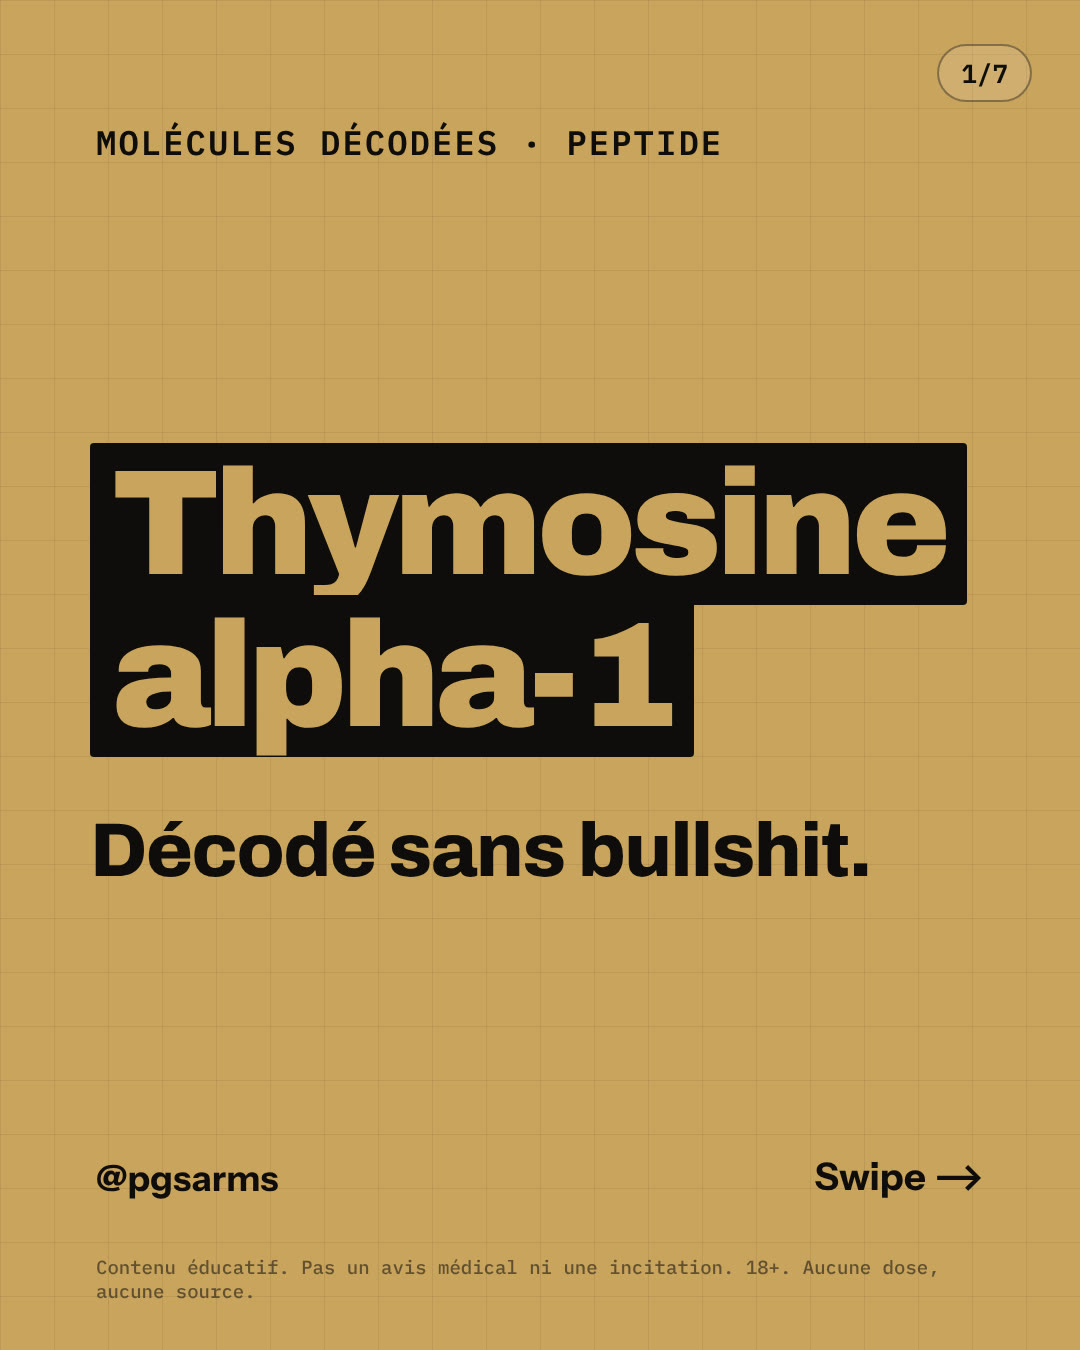 1/7
MOLÉCULES DÉCODÉES · PEPTIDE
Thymosine
alpha-1
Décodé sans bullshit.
@pgsarms
Swipe →
Contenu éducatif. Pas un avis médical ni une incitation. 18+. Aucune dose,
aucune source.